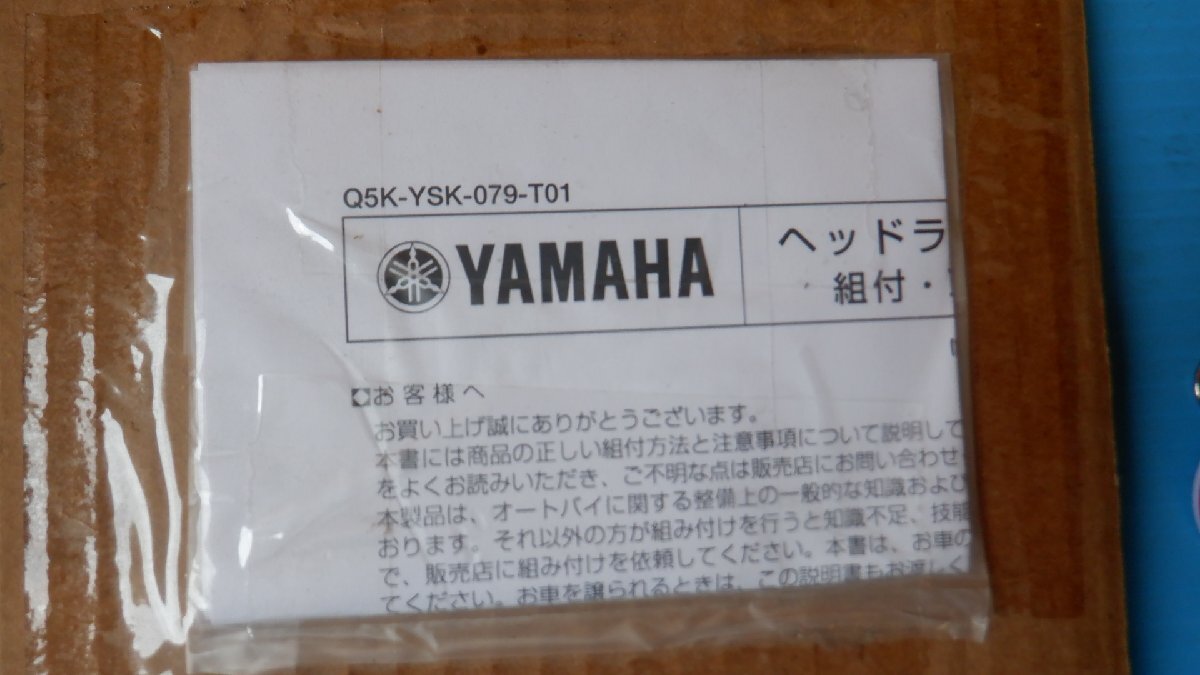 Q5K-YSK-079-T01
YAMAHA
ヘッドラ
組付・
お客様へ
お買い上げ誠にありがとうございます。
本書には商品の正しい組付方法と注意事項について説明して
をよくお読みいただき、ご不明な点は販売店にお問い合わせ
本製品は、オートバイに関する整備上の一般的な知識および
おります。それ以外の方が組み付けを行うと知識不足、技能
で、販売店に組み付けを依頼してください。本書は、お車の
てください。お車を譲られるときは、この説明書もお渡しく